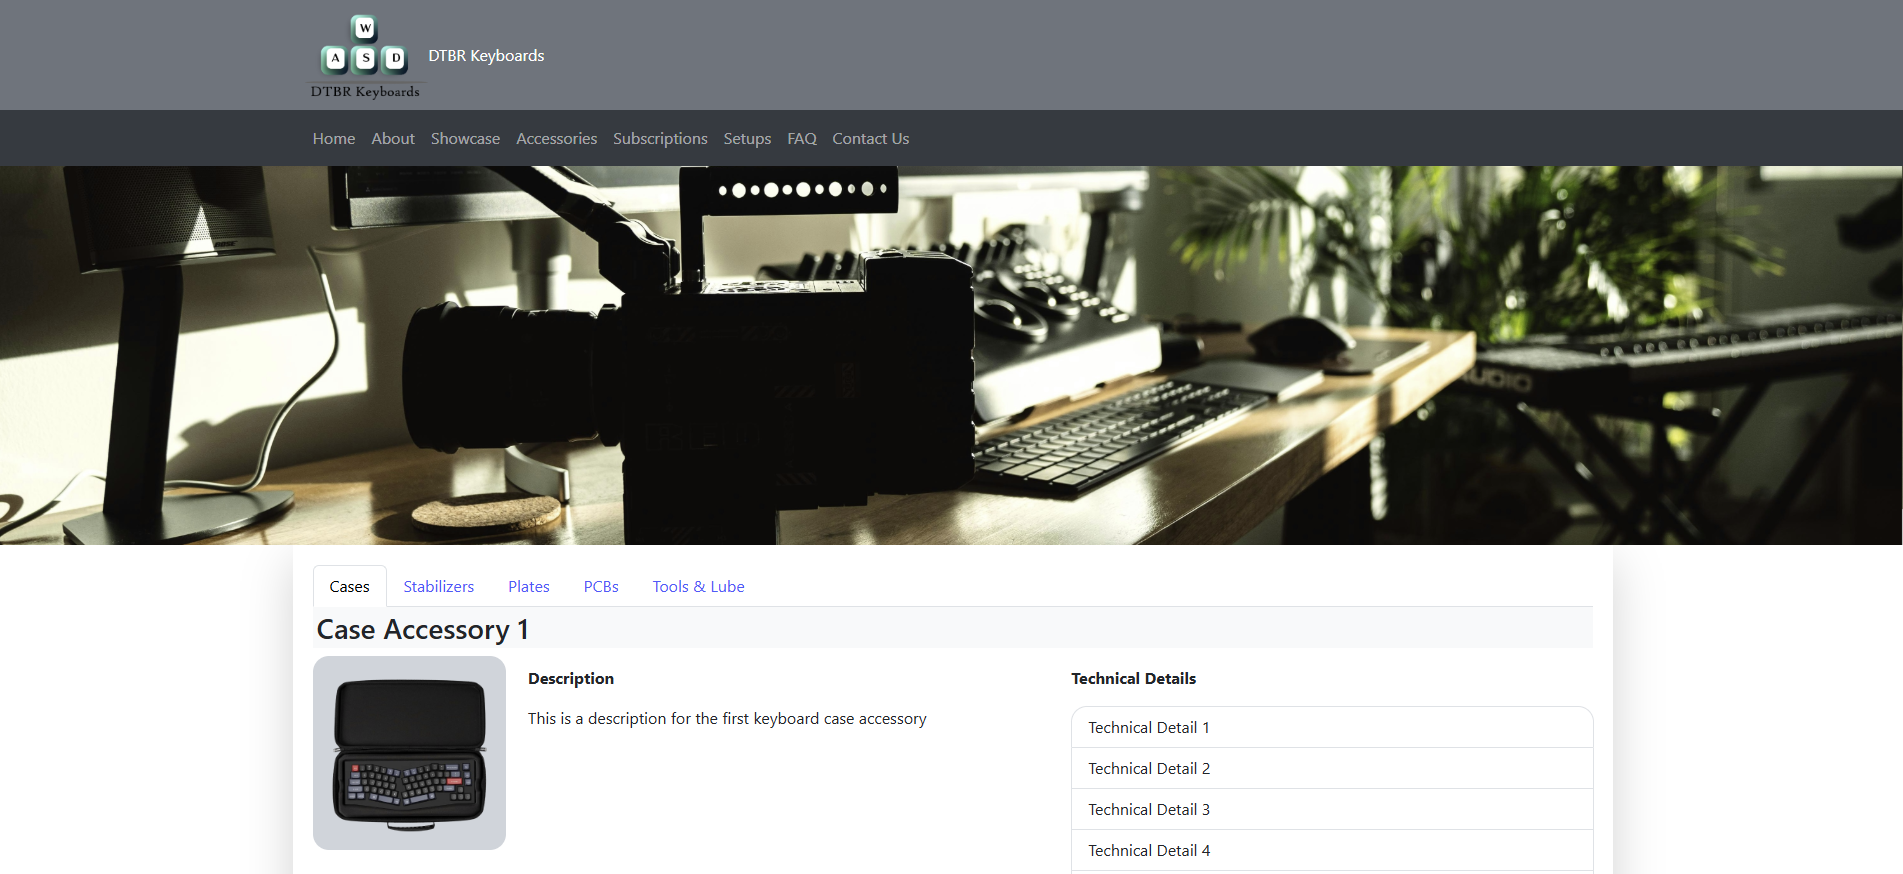 W
A S D
DTBR Keyboards
DTBR Keyboards
Home About Showcase Accessories Subscriptions Setups FAQ Contact Us
BOSE
Cases Stabilizers Plates PCBs Tools & Lube
Case Accessory 1
Description
This is a description for the first keyboard case accessory
Technical Details
Technical Detail 1
Technical Detail 2
Technical Detail 3
Technical Detail 4